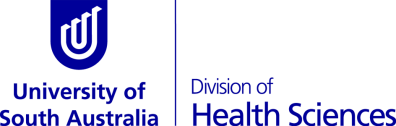 University of
South Australia
Division of
Health Sciences